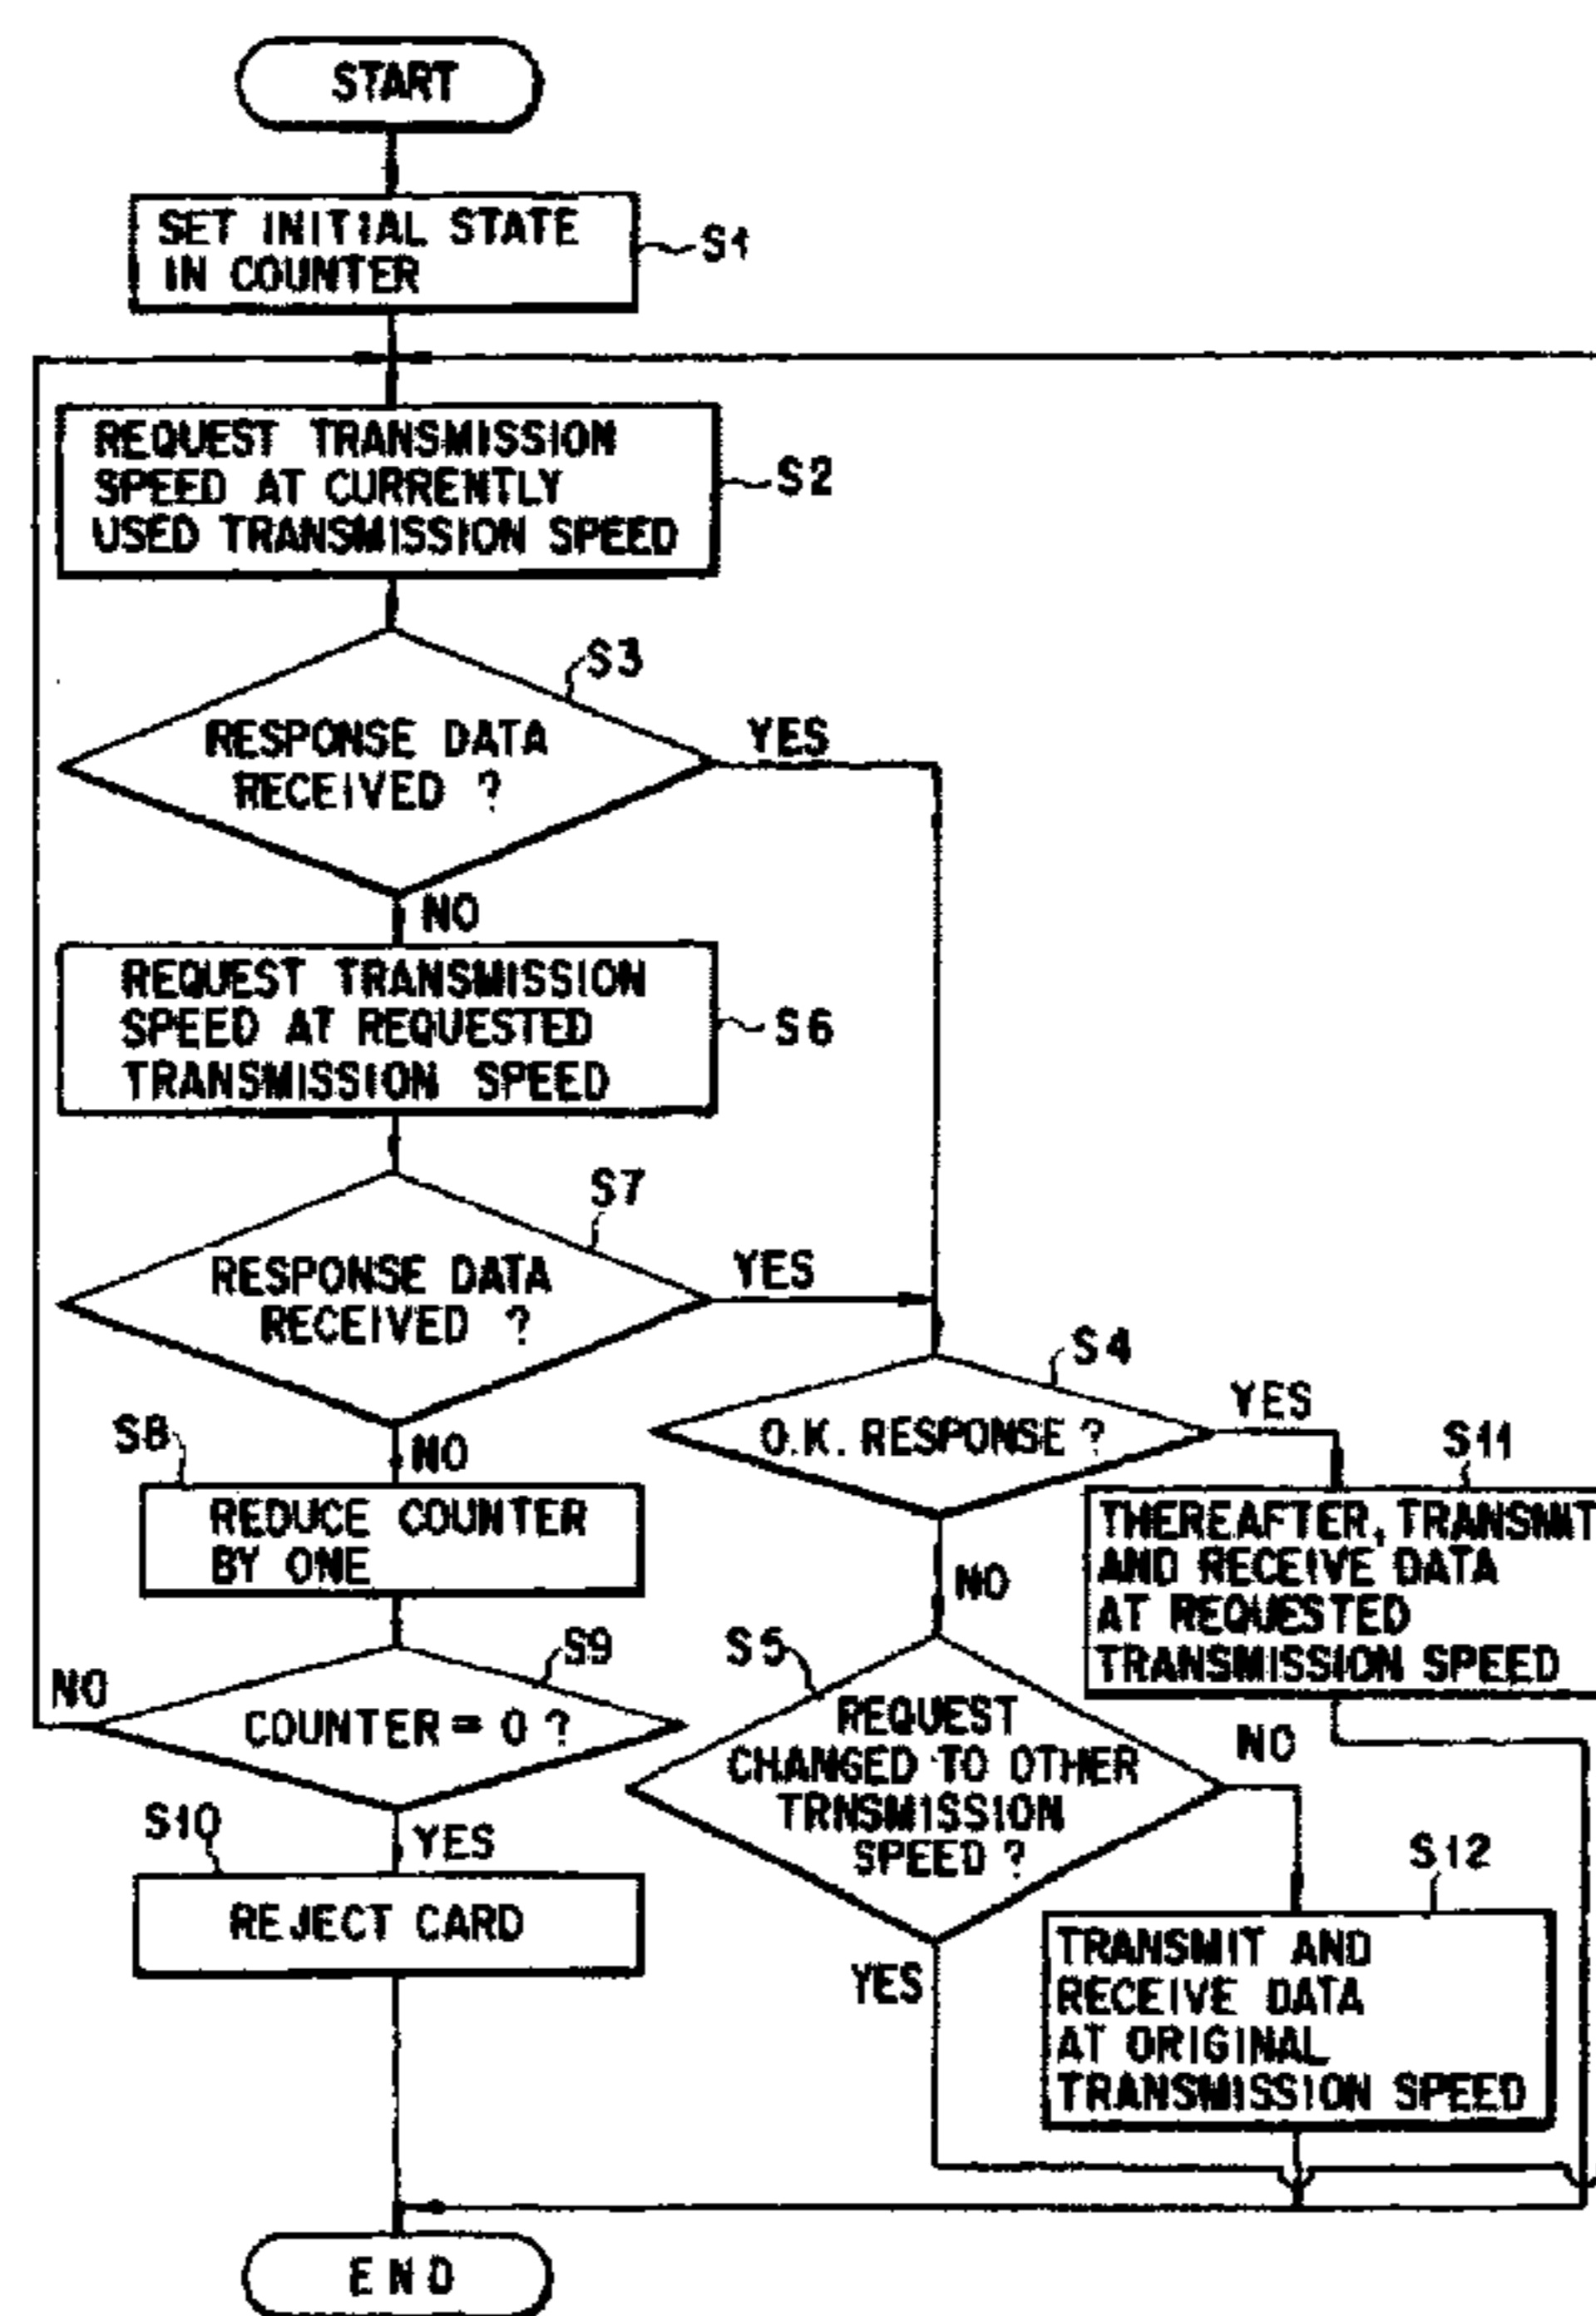 START
SET INITIAL STATE
IN COUNTER
S1
REQUEST TRANSMISSION
SPEED AT CURRENTLY
USED TRANSMISSION SPEED
S2
S3
RESPONSE DATA
RECEIVED ?
YES
NO
REQUEST TRANSMISSION
SPEED AT REQUESTED
TRANSMISSION SPEED
S6
S7
RESPONSE DATA
RECEIVED ?
YES
NO
S4
O.K. RESPONSE ?
YES
NO
S8
REDUCE COUNTER
BY ONE
S11
THEREAFTER, TRANSMIT
AND RECEIVE DATA
AT REQUESTED
TRANSMISSION SPEED
S9
COUNTER = 0 ?
NO
YES
S5
REQUEST
CHANGED TO OTHER
TRNSMISSION
SPEED ?
NO
YES
S10
REJECT CARD
S12
TRANSMIT AND
RECEIVE DATA
AT ORIGINAL
TRANSMISSION SPEED
END